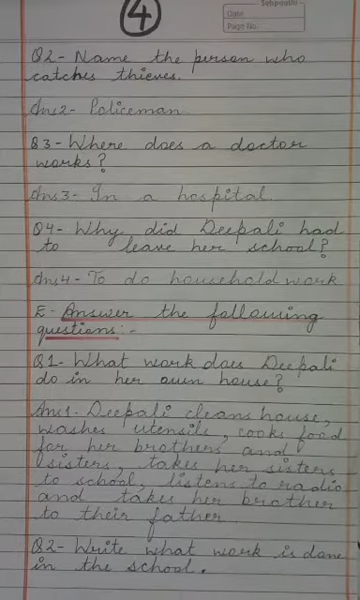 4
Saptarishi
Date
Page No.
Q2- Name the person who
catches thieves.
Ans2- Policeman
Q3- Where does a doctor
works?
Ans3- In a hospital.
Q4- Why did Deepali had
to leave her school?
Ans4- To do household work
E- Answer the following
questions:-
Q1- What work does Deepali
do in her own house?
Ans1- Deepali cleans house,
washes utensils, cooks food
for her brothers and
sisters, takes her sisters
to school, listens to radio
and takes her brother
to their father.
Q2- Write what work is done
in the school.